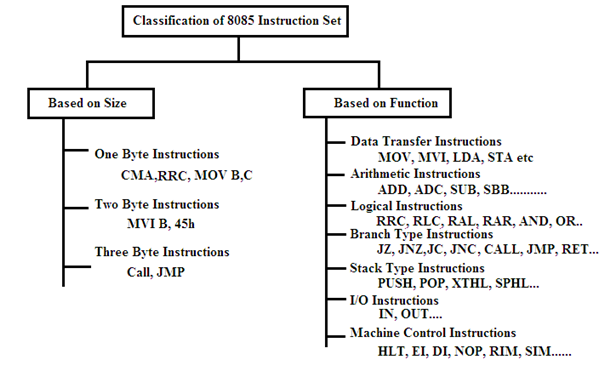 Classification of 8085 Instruction Set
Based on Size
One Byte Instructions
CMA,RRC, MOV B,C
Two Byte Instructions
MVI B, 45h
Three Byte Instructions
Call, JMP
Based on Function
Data Transfer Instructions
MOV, MVI, LDA, STA etc
Arithmetic Instructions
ADD, ADC, SUB, SBB...........
Logical Instructions
RRC, RLC, RAL, RAR, AND, OR..
Branch Type Instructions
JZ, JNZ,JC, JNC, CALL, JMP, RET...
Stack Type Instructions
PUSH, POP, XTHL, SPHL...
I/O Instructions
IN, OUT....
Machine Control Instructions
HLT, EI, DI, NOP, RIM, SIM......